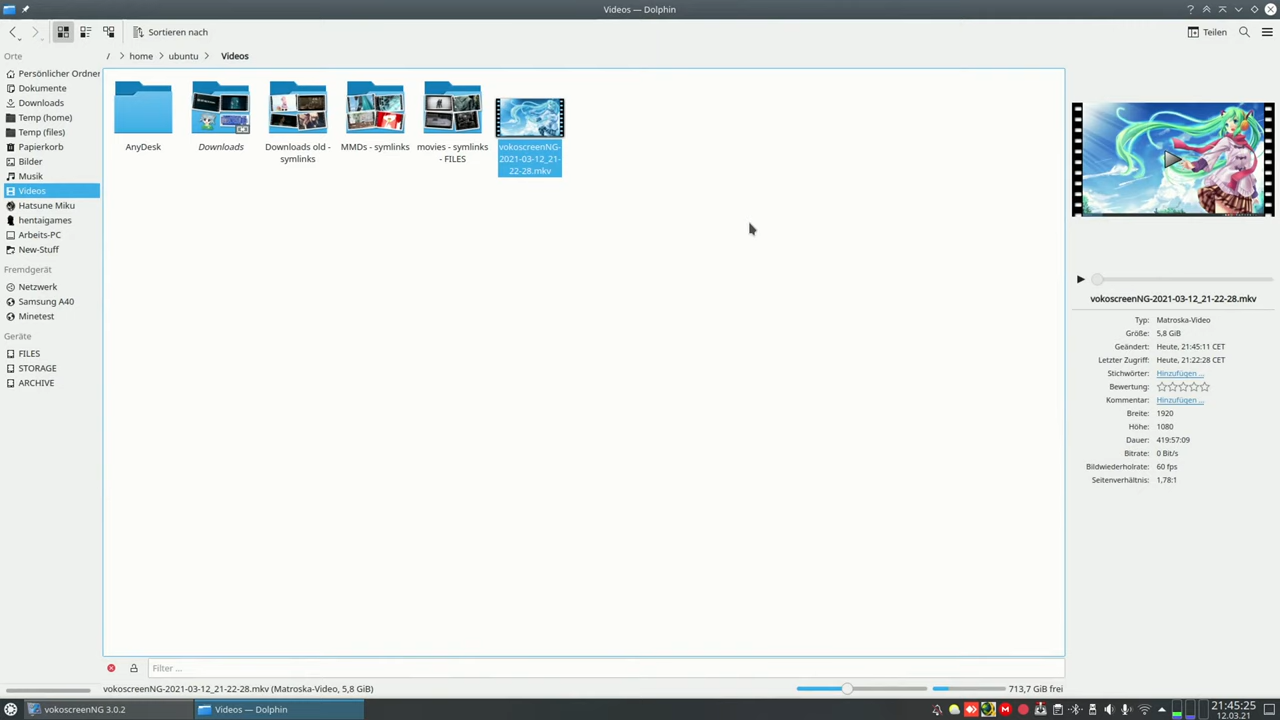 Videos — Dolphin
Sortieren nach
Teilen
Orte
/ > home > ubuntu > Videos
Persönlicher Ordner
Dokumente
Downloads
Temp (home)
Temp (files)
Papierkorb
Bilder
Musik
Videos
Hatsune Miku
hentaigames
Arbeits-PC
New-Stuff
Fremdgerät
Netzwerk
Samsung A40
Minetest
Geräte
FILES
STORAGE
ARCHIVE
AnyDesk
Downloads
Downloads old -
symlinks
MMDs - symlinks
movies - symlinks
- FILES
vokoscreenNG-
2021-03-12_21-
22-28.mkv
vokoscreenNG-2021-03-12_21-22-28.mkv
Typ: Matroska-Video
Größe: 5,8 GiB
Geändert: Heute, 21:45:11 CET
Letzter Zugriff: Heute, 21:22:28 CET
Stichwörter: Hinzufügen ...
Bewertung:
Kommentar: Hinzufügen ...
Breite: 1920
Höhe: 1080
Dauer: 419:57:09
Bitrate: 0 Bit/s
Bildwiederholrate: 60 fps
Seitenverhältnis: 1,78:1
Filter ...
vokoscreenNG-2021-03-12_21-22-28.mkv (Matroska-Video, 5,8 GiB)
713,7 GiB frei
vokoscreenNG 3.0.2
Videos — Dolphin
21:45:25
12.03.21